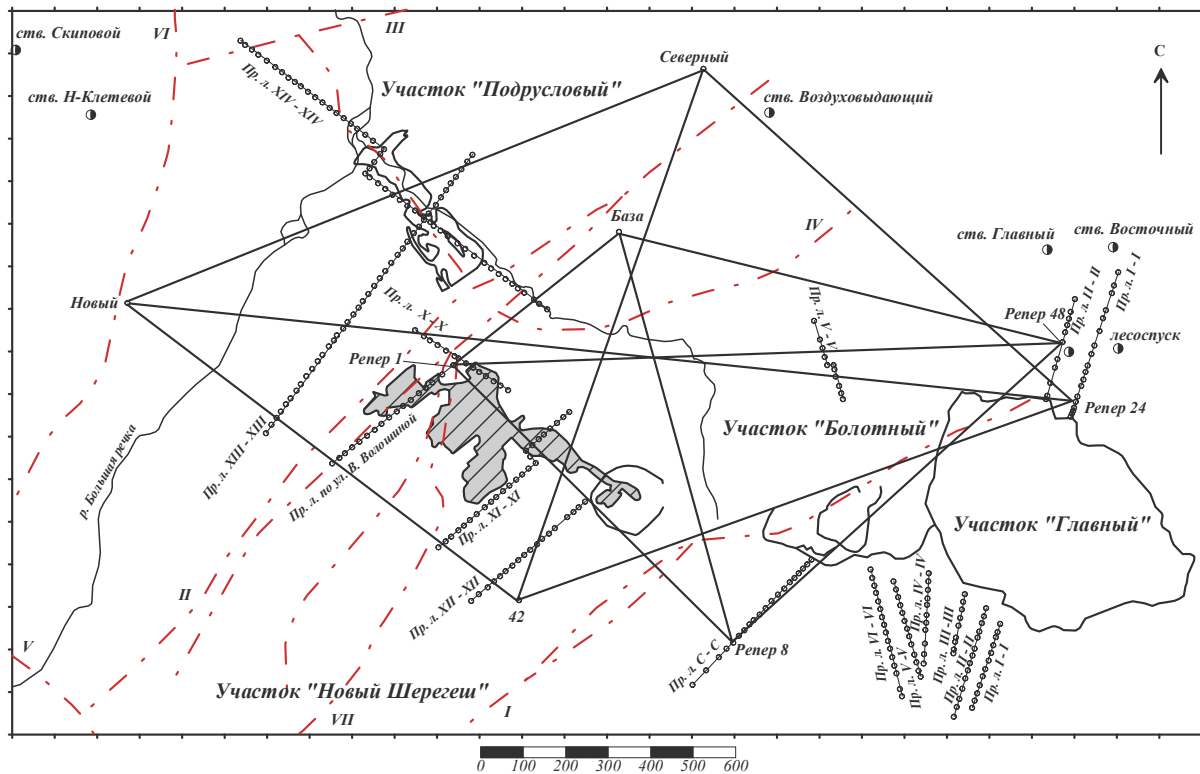 III
VI
ств. Скиповой
С
Северный
Пр. л. XIV - XIV
Участок "Подрусловый"
ств. Н-Клетевой
ств. Воздуховыдающий
База
IV
ств. Главный
ств. Восточный
Пр. л. II - II
Пр. л. I - I
Новый
Пр. л. X - X
Пр. л. V - V
Репер 48
лесоспуск
Репер 1
Репер 24
Пр. л. XIII - XIII
Участок "Болотный"
р. Большая речка
Пр. л. по ул. В. Волошиной
Пр. л. XI - XI
Участок "Главный"
Пр. л. XII - XII
II
42
V
Пр. л. С - С
Репер 8
Пр. л. VI - VI
Пр. л. V - V
Пр. л. IV - IV
Пр. л. III - III
Пр. л. II - II
Пр. л. I - I
Участок "Новый Шерегеш"
VII
I
0 100 200 300 400 500 600